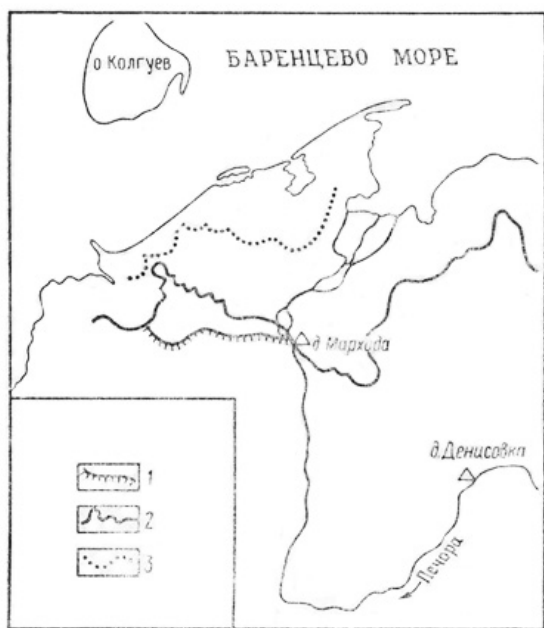 о Колгуев
БАРЕНЦЕВО МОРЕ
д. Мархида
д. Денисовка
Печора
1
2
3